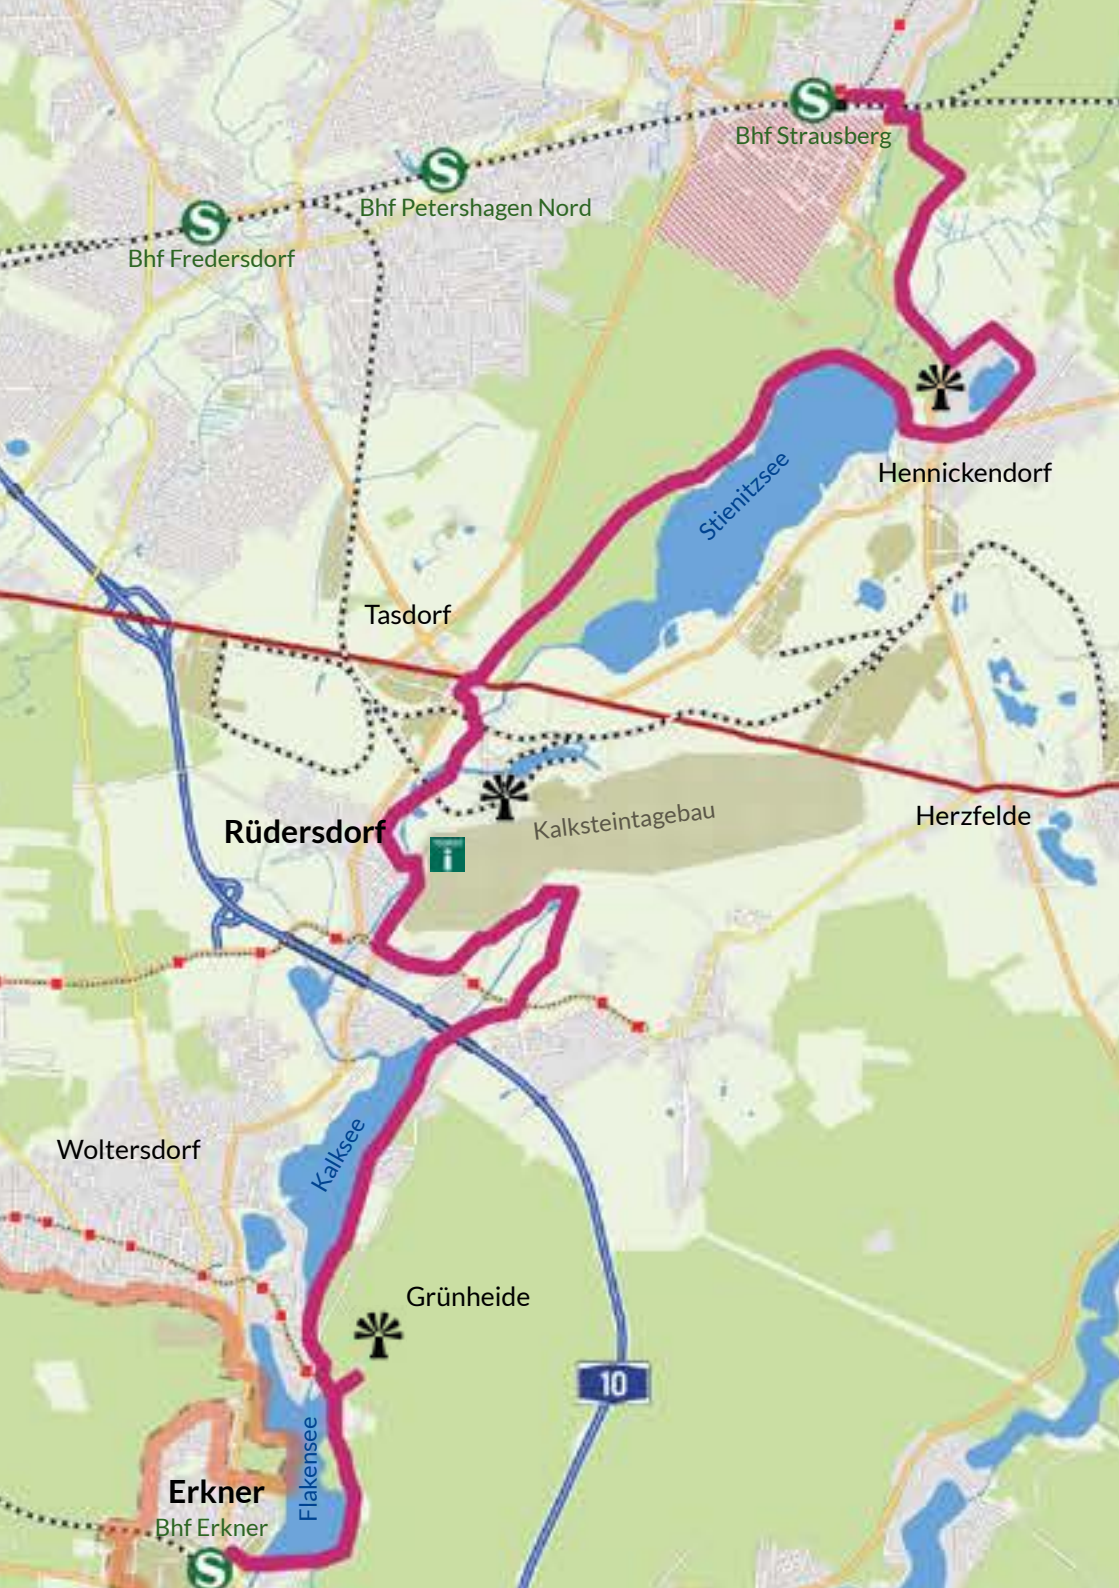 S
Bhf Strausberg
S
Bhf Petershagen Nord
S
Bhf Fredersdorf
Hennickendorf
Stienitzsee
Tasdorf
Rüdersdorf
i
Kalksteintagebau
Herzfelde
Woltersdorf
Kalksee
Grünheide
10
Flakensee
Erkner
Bhf Erkner
S